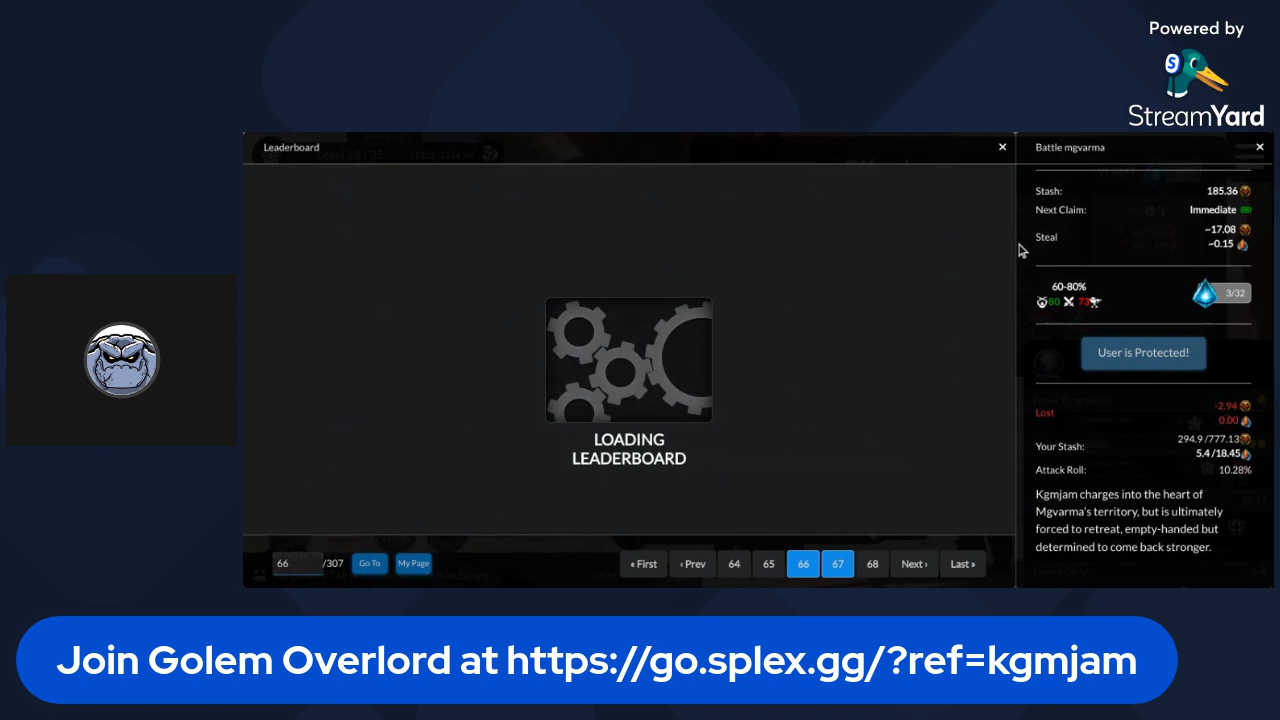 Powered by
StreamYard
Leaderboard
Level 28 / 35
LOADING
LEADERBOARD
66 /307 Go To My Page
« First ‹ Prev 64 65 66 67 68 Next › Last »
Battle mgvarma
Stash: 185.36
Next Claim: Immediate
Steal ~17.08
~0.15
60-80%
80 73
3/32
User is Protected!
Lost -2.94
0.00
Your Stash: 294.9 /777.13
5.4 /18.45
Attack Roll: 10.28%
Kgmjam charges into the heart of
Mgvarma's territory, but is ultimately
forced to retreat, empty-handed but
determined to come back stronger.
Join Golem Overlord at https://go.splex.gg/?ref=kgmjam